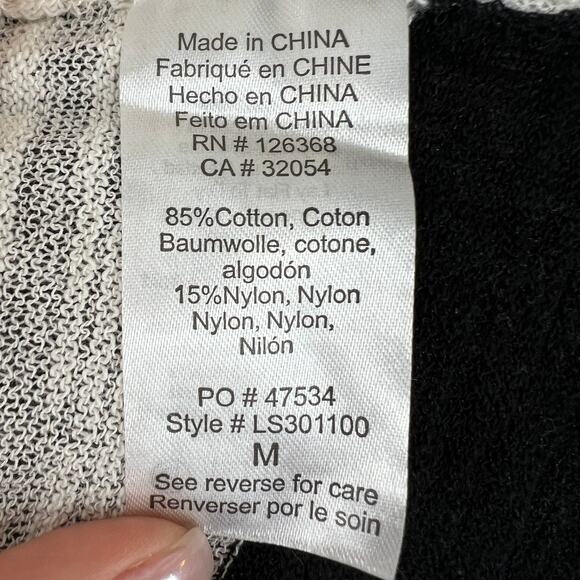 Made in CHINA
Fabriqué en CHINE
Hecho en CHINA
Feito em CHINA
RN # 126368
CA # 32054
85%Cotton, Coton
Baumwolle, cotone,
algodón
15%Nylon, Nylon
Nylon, Nylon,
Nilón
PO # 47534
Style # LS301100
M
See reverse for care
Renverser por le soin